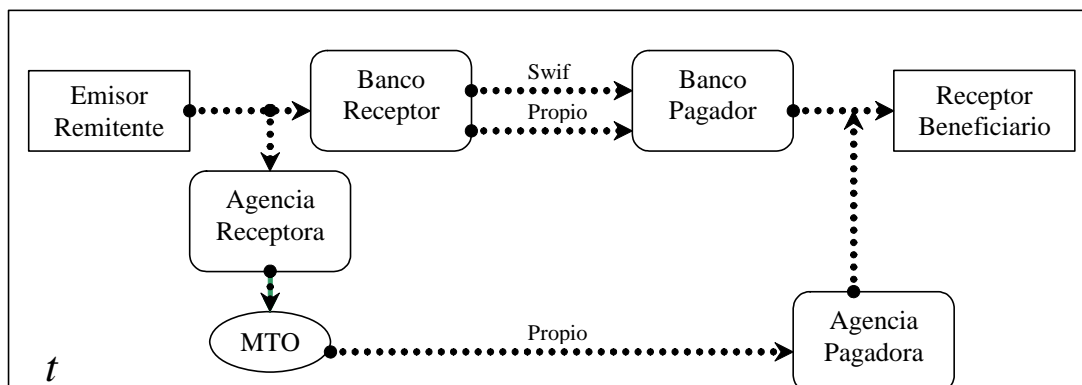 Emisor
Remitente
Banco
Receptor
Swif
Propio
Banco
Pagador
Receptor
Beneficiario
Agencia
Receptora
MTO
Propio
Agencia
Pagadora
t